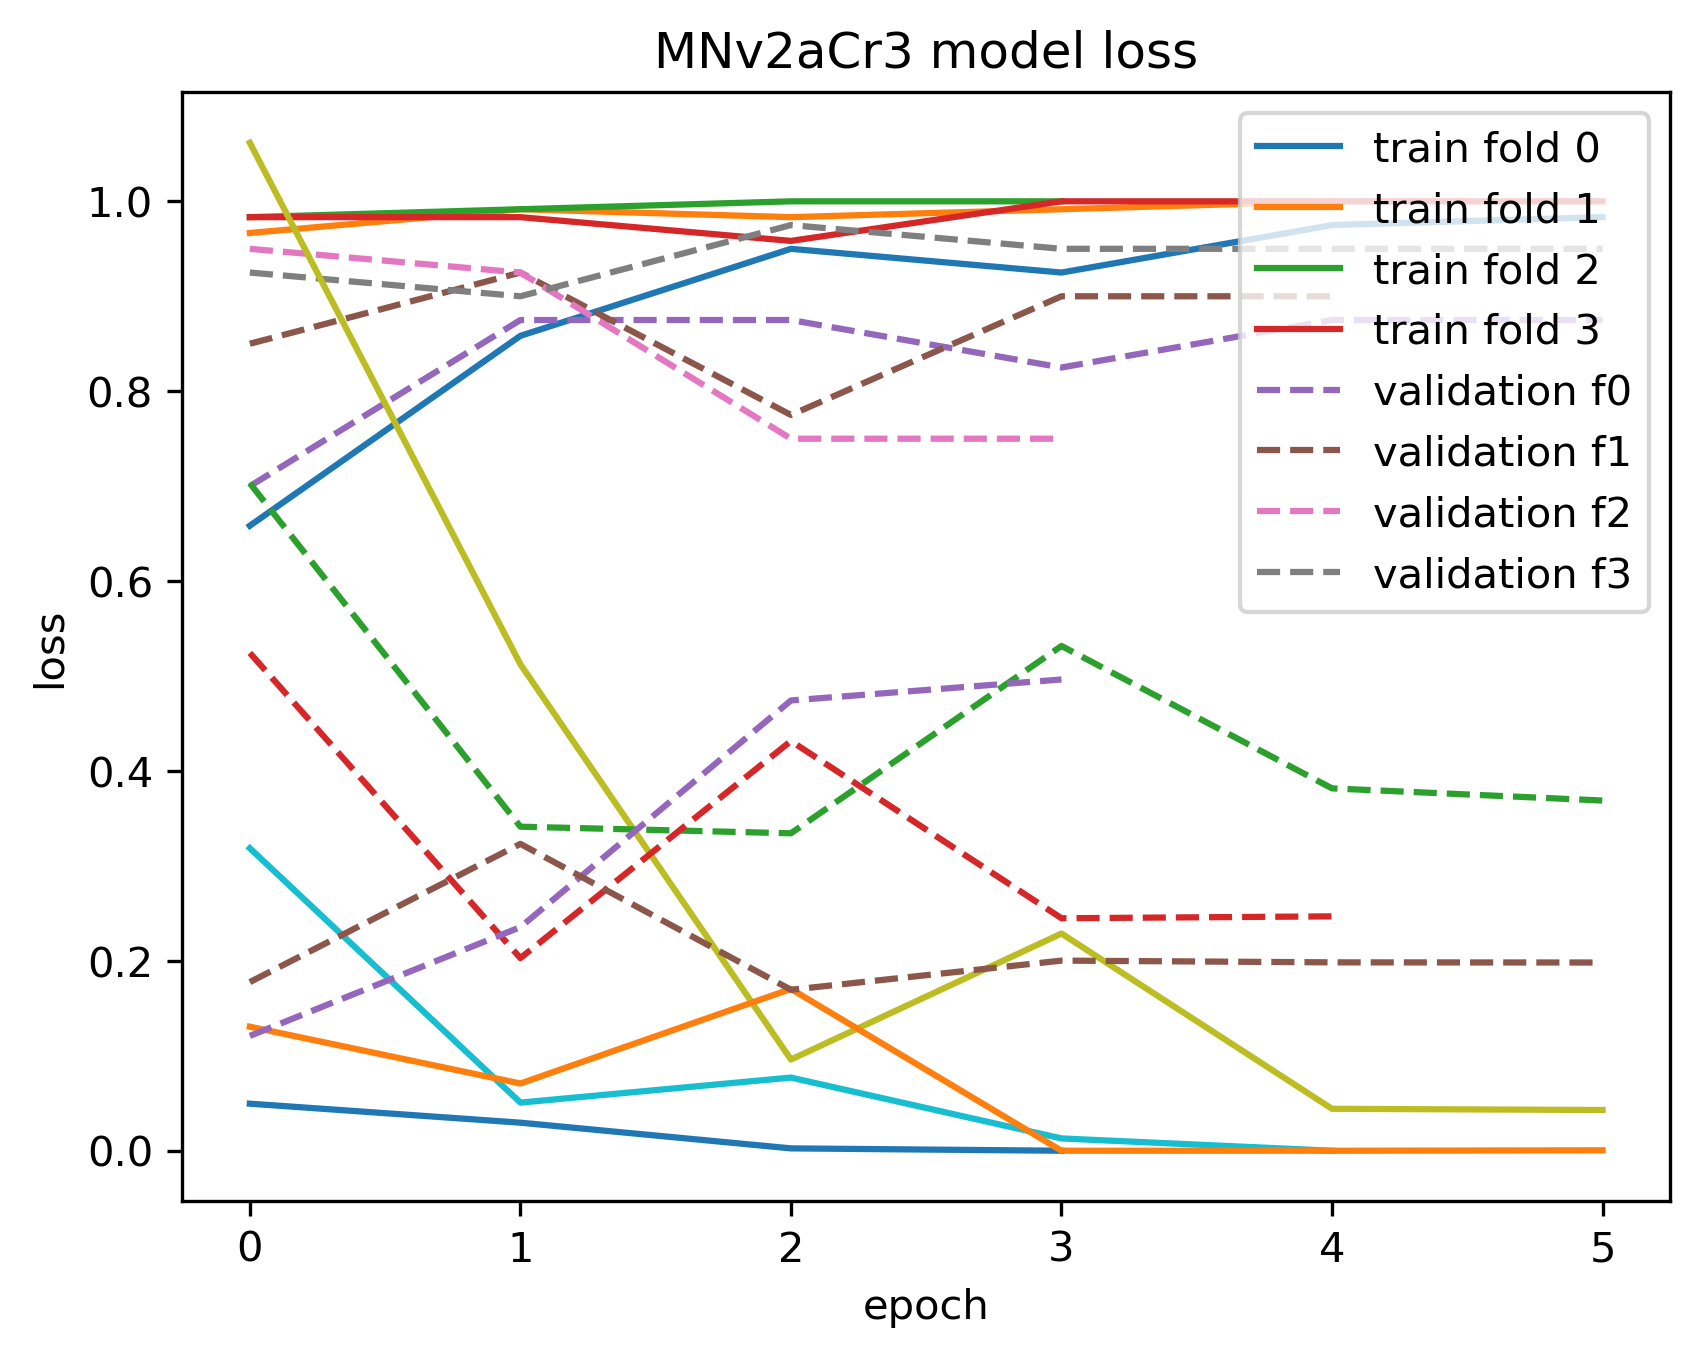 MNv2aCr3 model loss
loss
1.0
0.8
0.6
0.4
0.2
0.0
train fold 0
train fold 1
train fold 2
train fold 3
validation f0
validation f1
validation f2
validation f3
0 1 2 3 4 5
epoch